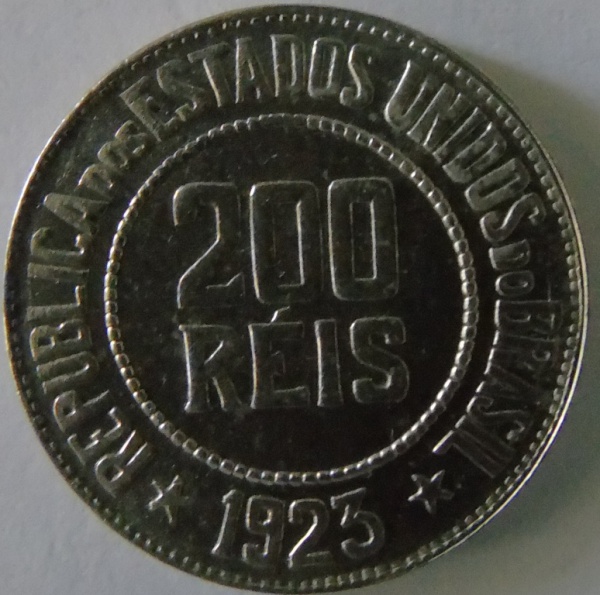 REPUBLICA DOS ESTADOS UNIDOS DO BRASIL
200
RÉIS
1923